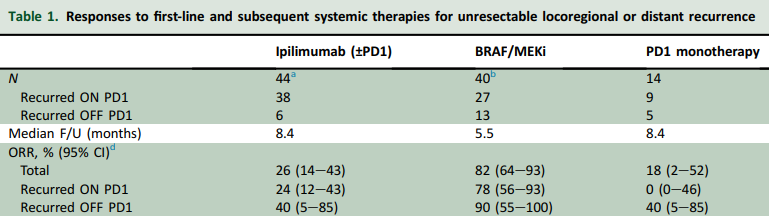 Table 1. Responses to first-line and subsequent systemic therapies for unresectable locoregional or distant recurrence
Ipilimumab (±PD1) BRAF/MEKi PD1 monotherapy
N 44a 40b 14
Recurred ON PD1 38 27 9
Recurred OFF PD1 6 13 5
Median F/U (months) 8.4 5.5 8.4
ORR, % (95% CI)d
Total 26 (14–43) 82 (64–93) 18 (2–52)
Recurred ON PD1 24 (12–43) 78 (56–93) 0 (0–46)
Recurred OFF PD1 40 (5–85) 90 (55–100) 40 (5–85)